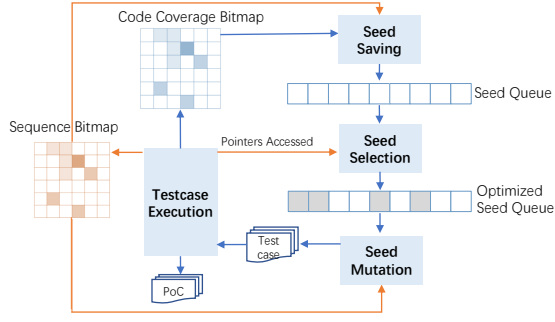 Code Coverage Bitmap
Seed
Saving
Seed Queue
Sequence Bitmap
Pointers Accessed
Seed
Selection
Testcase
Execution
Optimized
Seed Queue
Test
case
Seed
Mutation
PoC